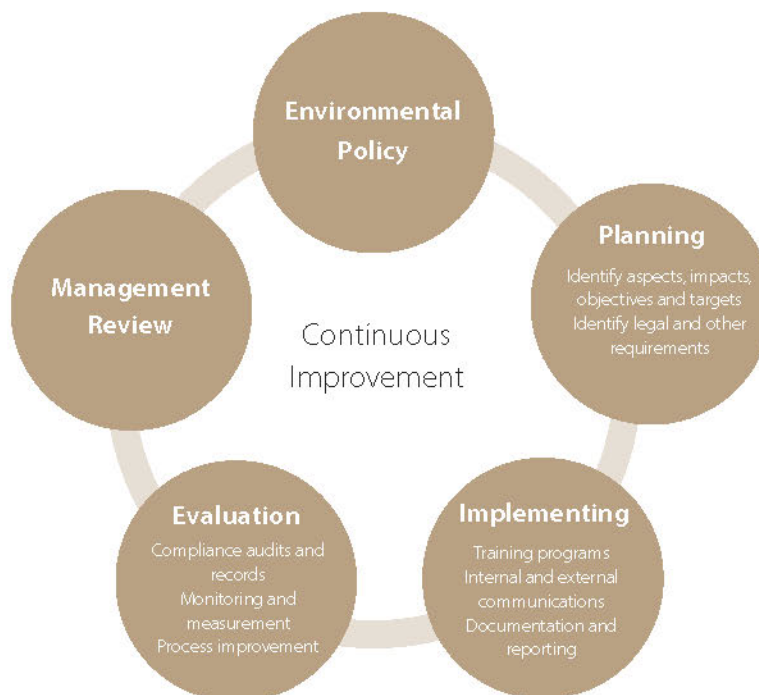 Environmental
Policy
Planning
Identify aspects, impacts,
objectives and targets
Identify legal and other
requirements
Implementing
Training programs
Internal and external
communications
Documentation and
reporting
Evaluation
Compliance audits and
records
Monitoring and
measurement
Process improvement
Management
Review
Continuous
Improvement